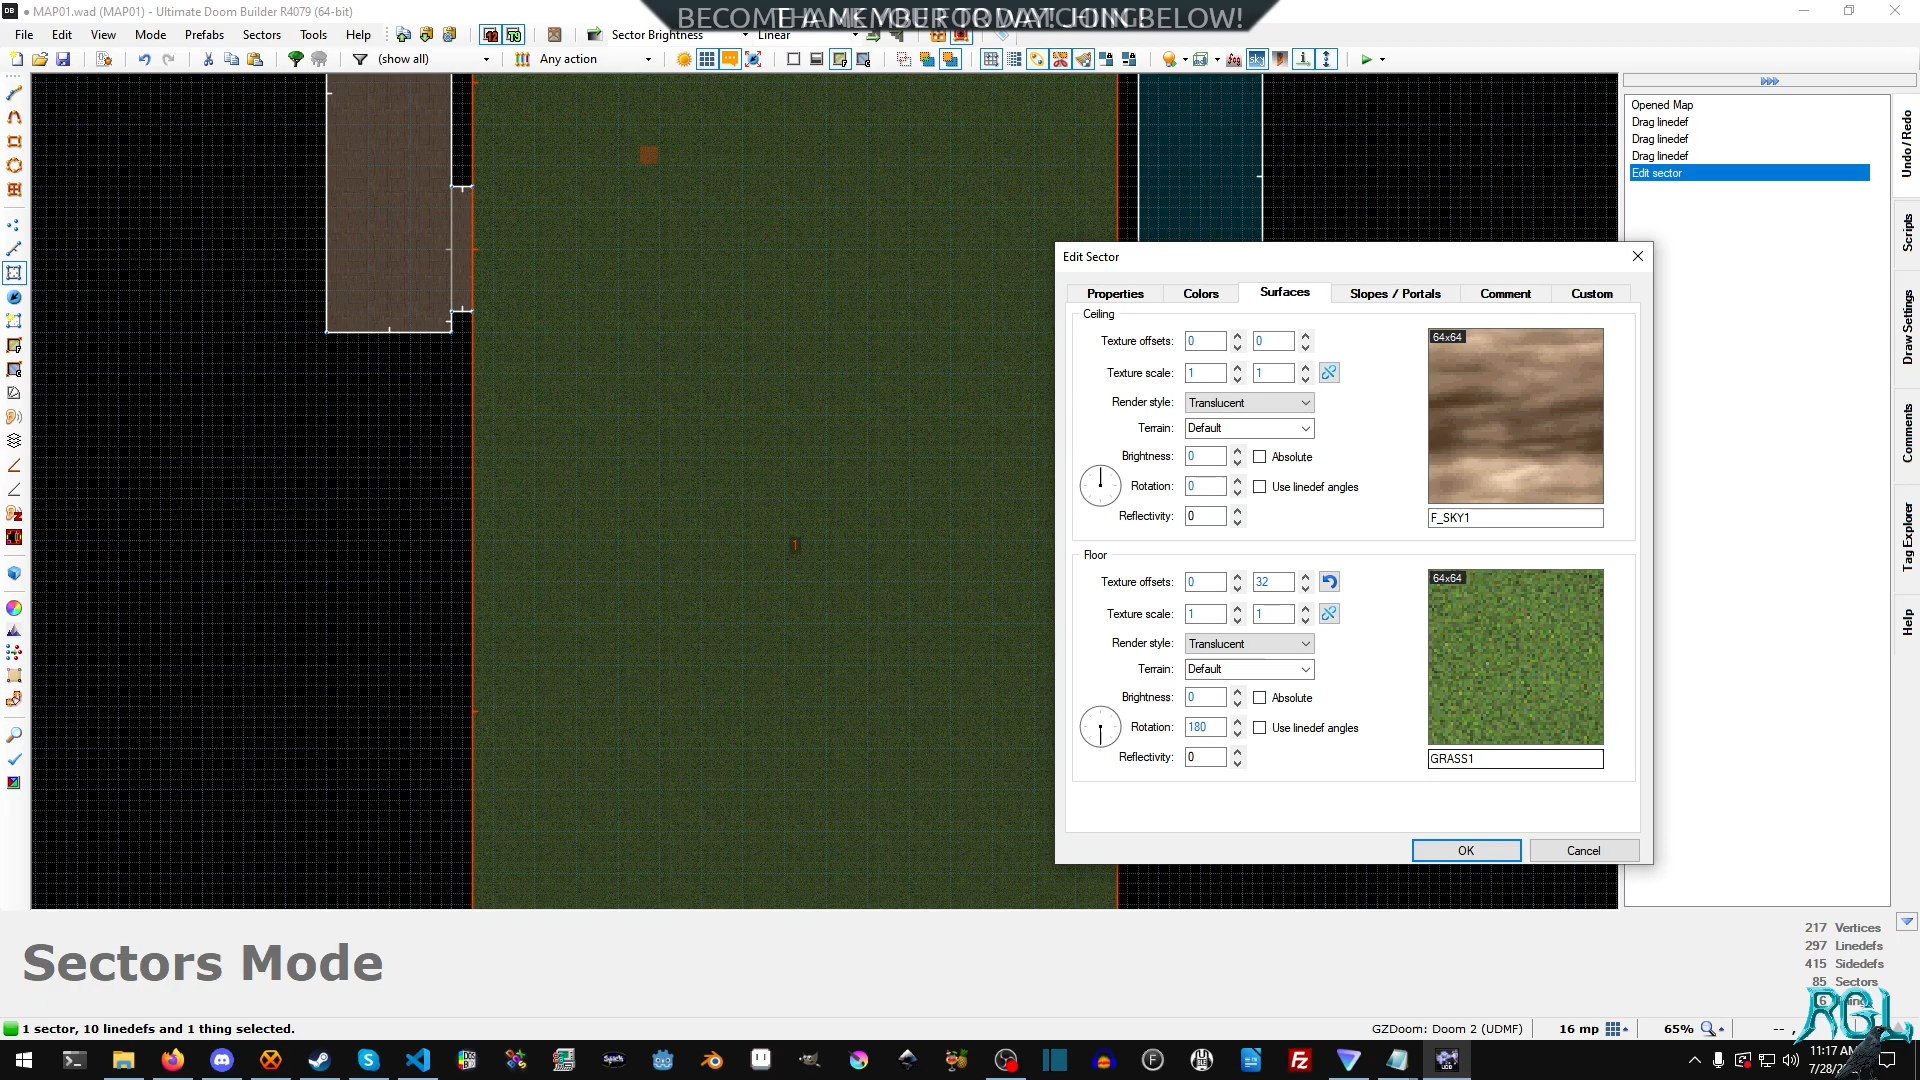 MAP01.wad (MAP01) - Ultimate Doom Builder R4079 (64-bit)
File Edit View Mode Prefabs Sectors Tools Help
Sector Brightness
Linear
(show all)
Any action
Opened Map
Drag linedef
Drag linedef
Drag linedef
Edit sector
Undo / Redo
Scripts
Draw Settings
Comments
Tag Explorer
Help
1
Edit Sector
Properties Colors Surfaces Slopes / Portals Comment Custom
Ceiling
Texture offsets: 0 0
Texture scale: 1 1
Render style: Translucent
Terrain: Default
Brightness: 0 Absolute
Rotation: 0 Use linedef angles
Reflectivity: 0
64x64
F_SKY1
Floor
Texture offsets: 0 32
Texture scale: 1 1
Render style: Translucent
Terrain: Default
Brightness: 0 Absolute
Rotation: 180 Use linedef angles
Reflectivity: 0
64x64
GRASS1
OK Cancel
Sectors Mode
217 Vertices
297 Linedefs
415 Sidedefs
85 Sectors
RGL
1 sector, 10 linedefs and 1 thing selected.
GZDoom: Doom 2 (UDMF)
16 mp
65%
-- ,
11:17 AM